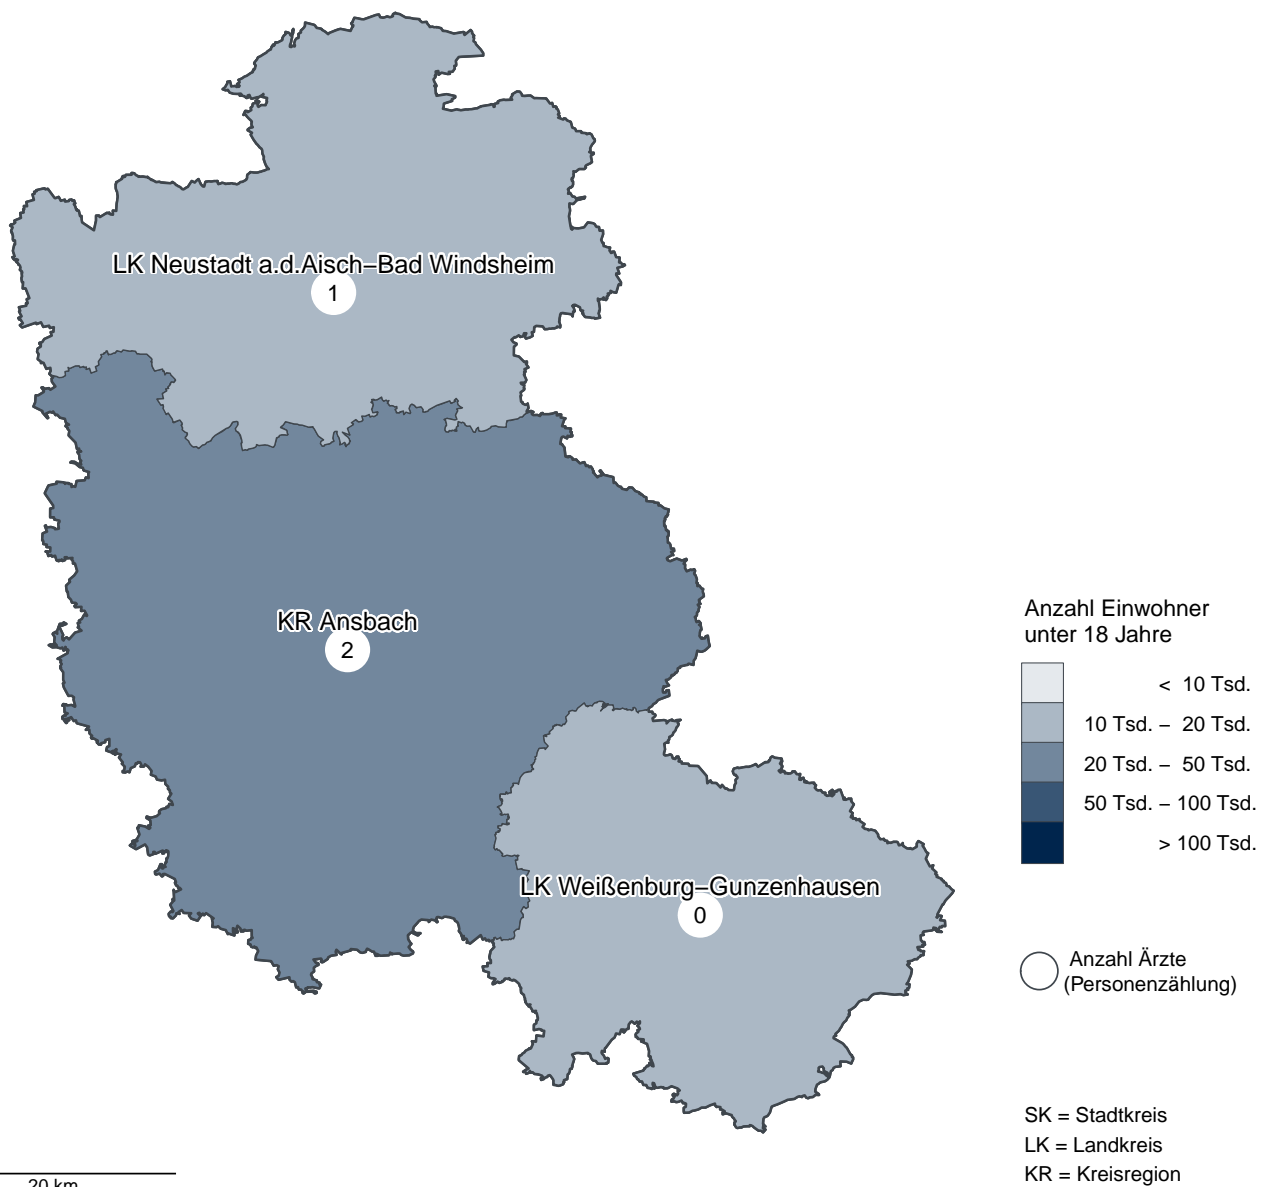 LK Neustadt a.d.Aisch–Bad Windsheim
1
KR Ansbach
2
LK Weißenburg–Gunzenhausen
0
Anzahl Einwohner
unter 18 Jahre
< 10 Tsd.
10 Tsd. – 20 Tsd.
20 Tsd. – 50 Tsd.
50 Tsd. – 100 Tsd.
> 100 Tsd.
Anzahl Ärzte
(Personenzählung)
SK = Stadtkreis
LK = Landkreis
KR = Kreisregion
20 km